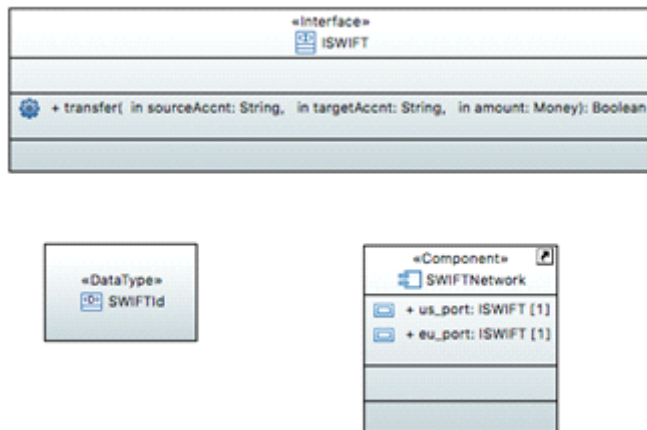 «Interface»
ISWIFT
+ transfer( in sourceAccnt: String, in targetAccnt: String, in amount: Money): Boolean
«DataType»
SWIFTId
«Component»
SWIFTNetwork
+ us_port: ISWIFT [1]
+ eu_port: ISWIFT [1]